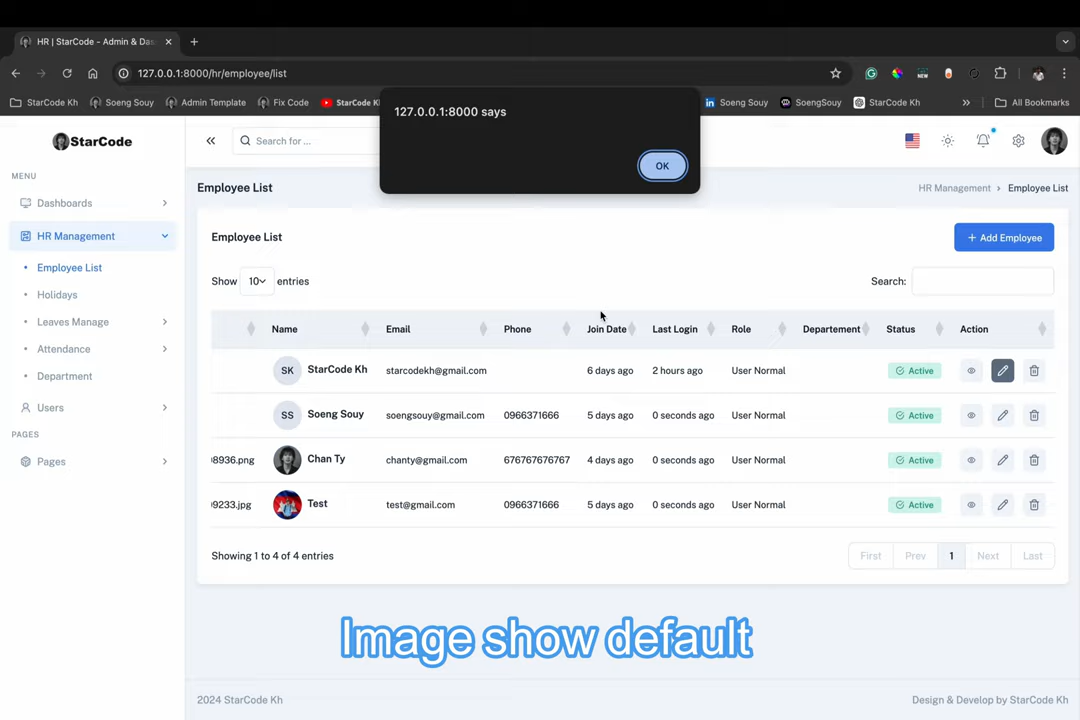 HR | StarCode - Admin & Das
127.0.0.1:8000/hr/employee/list
StarCode Kh
Soeng Souy
Admin Template
Fix Code
StarCode K
Soeng Souy
SoengSouy
StarCode Kh
All Bookmarks
127.0.0.1:8000 says
OK
StarCode
Search for ...
MENU
Dashboards
HR Management
Employee List
Holidays
Leaves Manage
Attendance
Department
Users
PAGES
Pages
Employee List
HR Management
Employee List
Employee List
+ Add Employee
Show 10 entries
Search:
Name Email Phone Join Date Last Login Role Departement Status Action
SK StarCode Kh starcodekh@gmail.com 6 days ago 2 hours ago User Normal Active
SS Soeng Souy soengsouy@gmail.com 0966371666 5 days ago 0 seconds ago User Normal Active
8936.png Chan Ty chanty@gmail.com 676767676767 4 days ago 0 seconds ago User Normal Active
9233.jpg Test test@gmail.com 0966371666 5 days ago 0 seconds ago User Normal Active
Showing 1 to 4 of 4 entries
First Prev 1 Next Last
Image show default
2024 StarCode Kh
Design & Develop by StarCode Kh